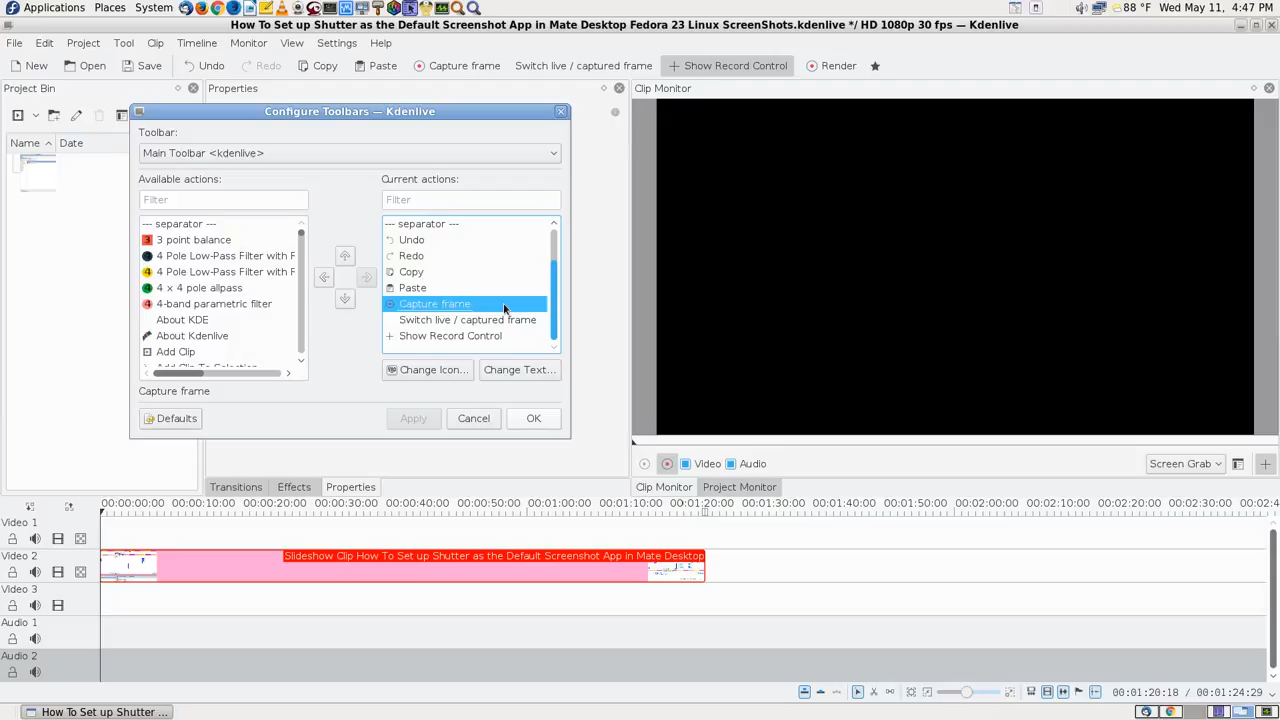 Applications Places System 88 °F Wed May 11, 4:47 PM
How To Set up Shutter as the Default Screenshot App in Mate Desktop Fedora 23 Linux ScreenShots.kdenlive */ HD 1080p 30 fps — Kdenlive
File Edit Project Tool Clip Timeline Monitor View Settings Help
New Open Save Undo Redo Copy Paste Capture frame Switch live / captured frame Show Record Control Render
Project Bin Properties Clip Monitor
Name Date
Configure Toolbars — Kdenlive
Toolbar:
Main Toolbar <kdenlive>
Available actions:
Filter
--- separator ---
3 point balance
4 Pole Low-Pass Filter with F
4 Pole Low-Pass Filter with F
4 x 4 pole allpass
4-band parametric filter
About KDE
About Kdenlive
Add Clip
Add Clip To Selection
Current actions:
Filter
--- separator ---
Undo
Redo
Copy
Paste
Capture frame
Switch live / captured frame
Show Record Control
Change Icon... Change Text...
Capture frame
Defaults Apply Cancel OK
Video Audio Screen Grab
Transitions Effects Properties Clip Monitor Project Monitor
00:00:00:00 00:00:10:00 00:00:20:00 00:00:30:00 00:00:40:00 00:00:50:00 00:01:00:00 00:01:10:00 00:01:20:00 00:01:30:00 00:01:40:00 00:01:50:00 00:02:00:00 00:02:10:00 00:02:20:00 00:02:30:00 00:02:4
Video 1
Video 2
Slideshow Clip How To Set up Shutter as the Default Screenshot App in Mate Desktop
Video 3
Audio 1
Audio 2
00:01:20:18 / 00:01:24:29
How To Set up Shutter ...